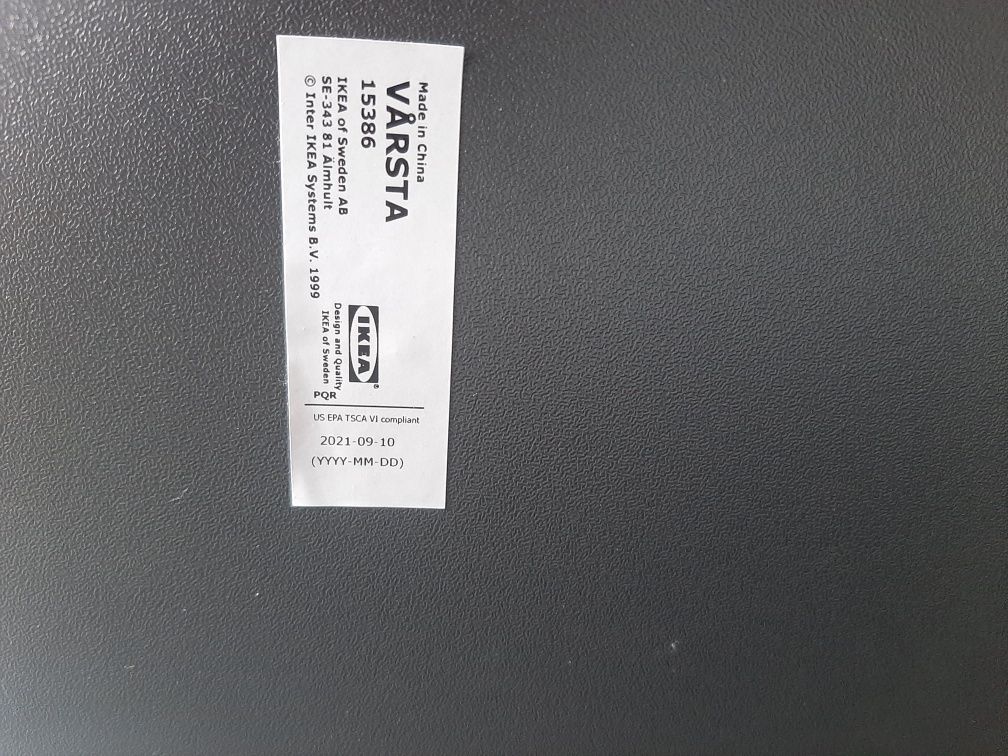 Made in China
VÅRSTA
15386
IKEA of Sweden AB
SE-343 81 Älmhult
© Inter IKEA Systems B.V. 1999
IKEA®
Design and Quality
IKEA of Sweden
PQR
US EPA TSCA VI compliant
2021-09-10
(YYYY-MM-DD)